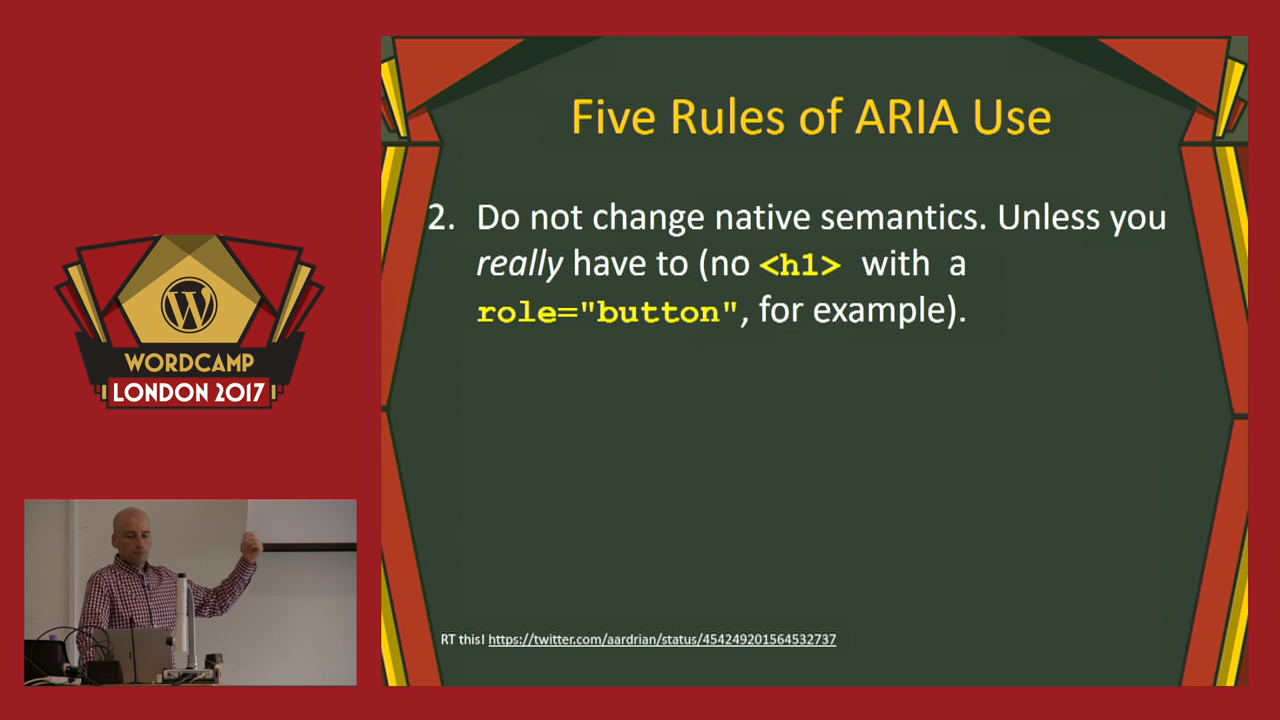 Five Rules of ARIA Use
2. Do not change native semantics. Unless you
really have to (no <h1> with a
role="button", for example).
RT this! https://twitter.com/aardrian/status/454249201564532737
W
WORDCAMP
LONDON 2017